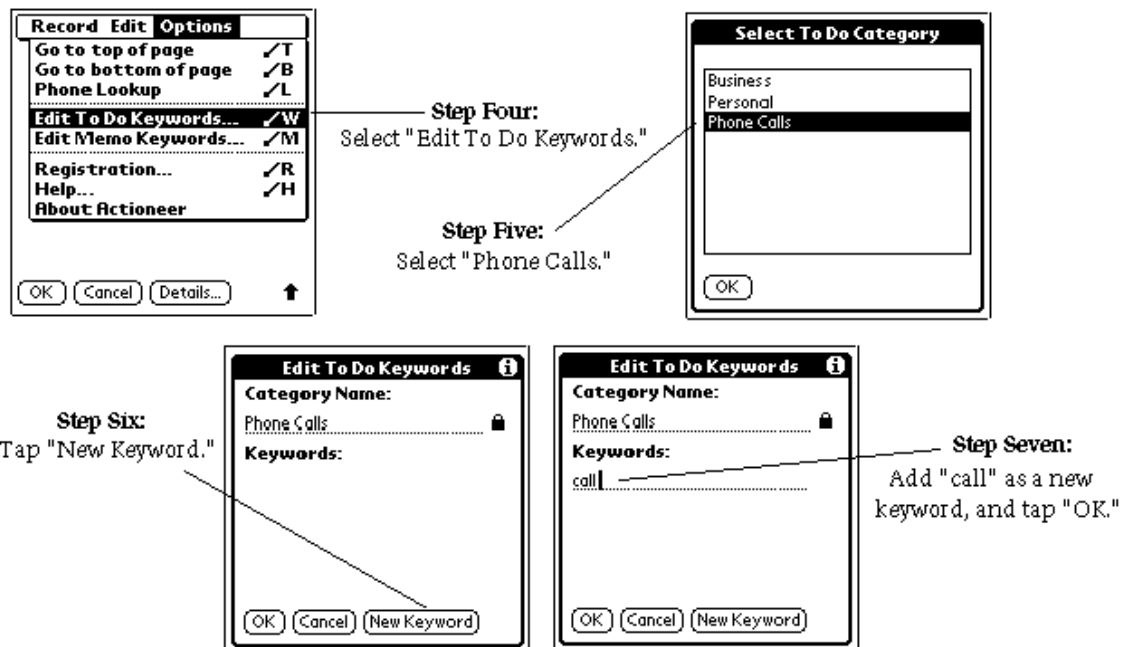 Record Edit Options
Go to top of page /T
Go to bottom of page /B
Phone Lookup /L
Edit To Do Keywords... /W
Edit Memo Keywords... /M
Registration... /R
Help... /H
About Actioneer
OK Cancel Details...
Step Four:
Select "Edit To Do Keywords."
Step Five:
Select "Phone Calls."
Select To Do Category
Business
Personal
Phone Calls
OK
Step Six:
Tap "New Keyword."
Edit To Do Keywords i
Category Name:
Phone Calls
Keywords:
OK Cancel New Keyword
Edit To Do Keywords i
Category Name:
Phone Calls
Keywords:
call
OK Cancel New Keyword
Step Seven:
Add "call" as a new
keyword, and tap "OK."